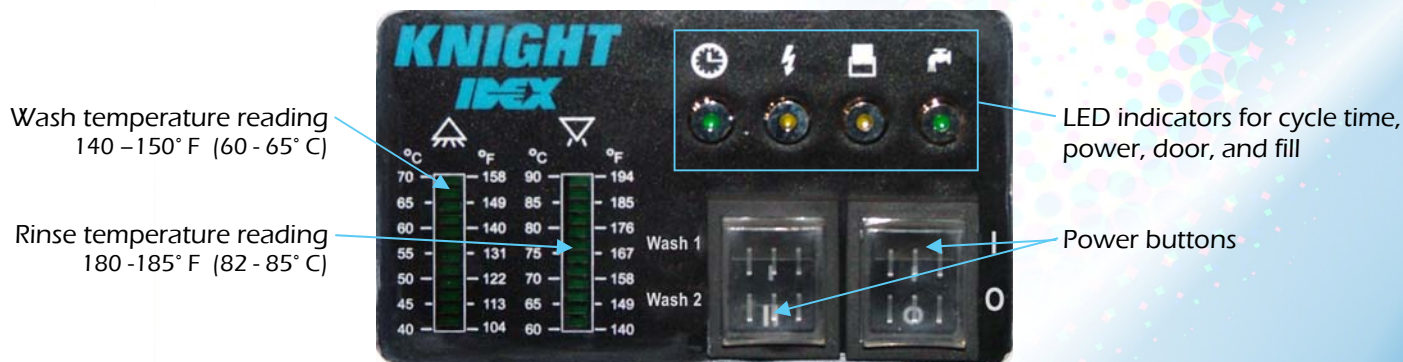 KNIGHT
IDEX
Wash temperature reading
140 –150° F (60 - 65° C)
Rinse temperature reading
180 -185° F (82 - 85° C)
°C °F °C °F
70 158 90 194
65 149 85 185
60 140 80 176
55 131 75 167
50 122 70 158
45 113 65 149
40 104 60 140
Wash 1
Wash 2
I
II
O
I
O
LED indicators for cycle time,
power, door, and fill
Power buttons